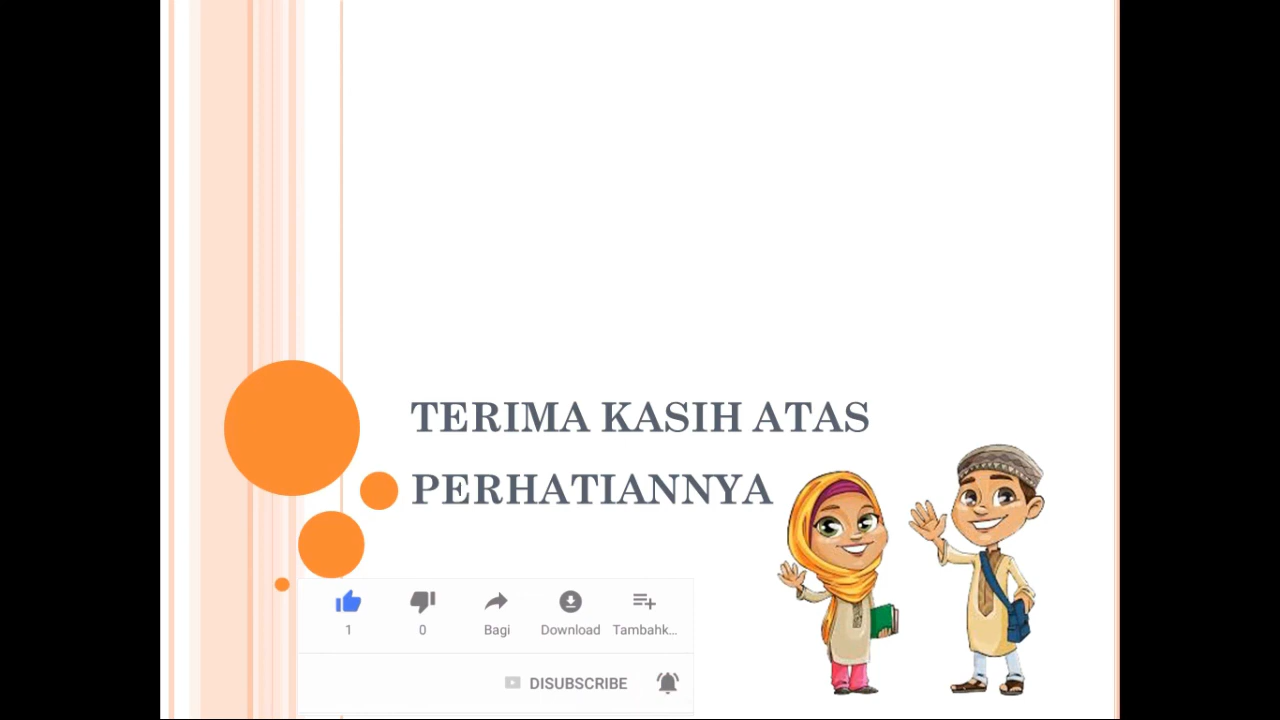 TERIMA KASIH ATAS
PERHATIANNYA
1 0 Bagi Download Tambahk...
DISUBSCRIBE